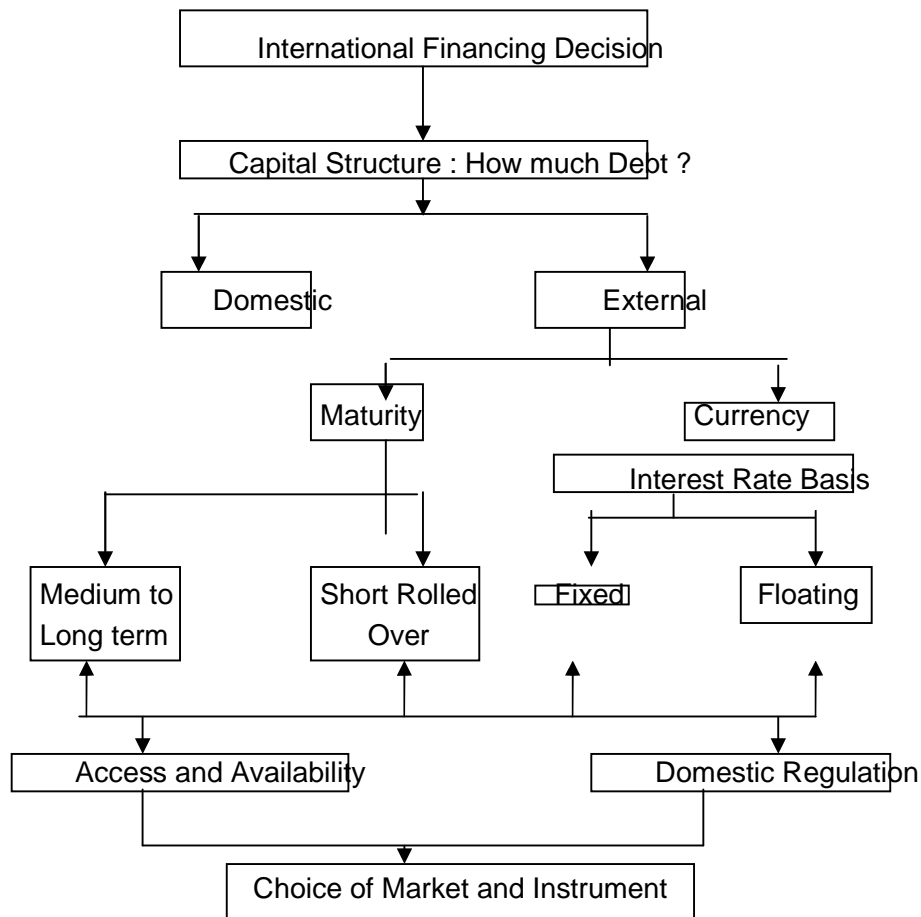 International Financing Decision
Capital Structure : How much Debt ?
Domestic
External
Maturity
Currency
Interest Rate Basis
Medium to
Long term
Short Rolled
Over
Fixed
Floating
Access and Availability
Domestic Regulation
Choice of Market and Instrument